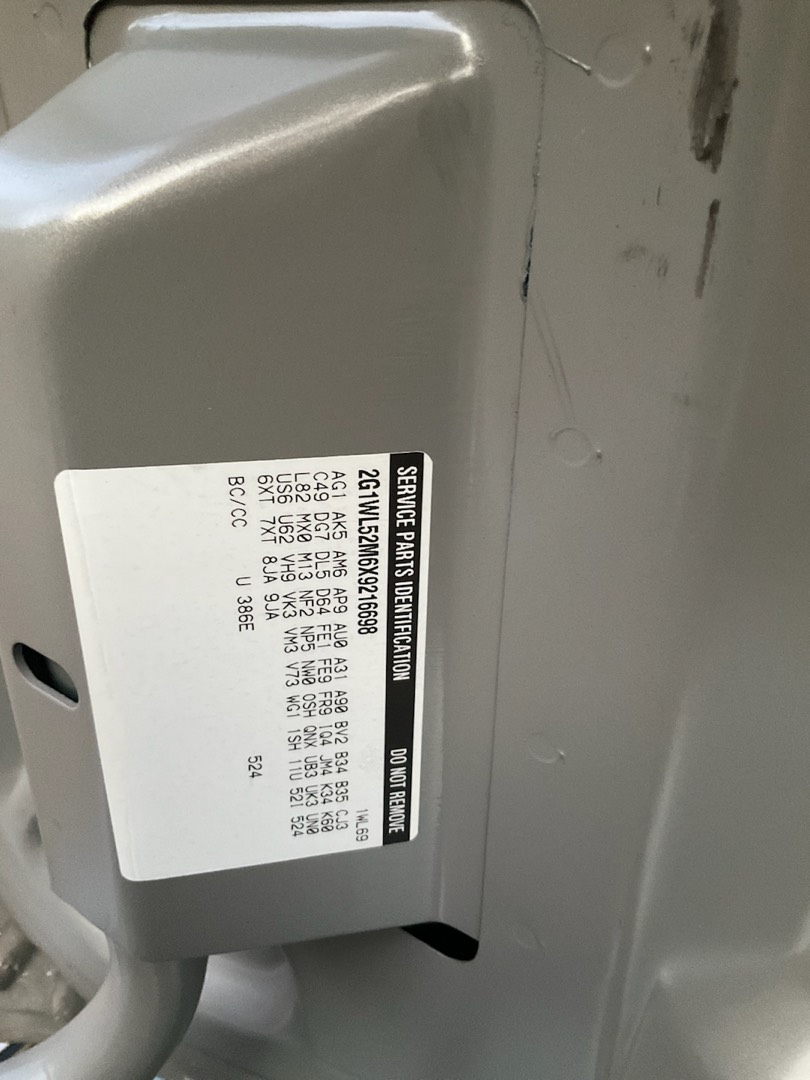 SERVICE PARTS IDENTIFICATION DO NOT REMOVE
2G1WL52M6X9216698 1WL69
AG1 AK5 AM6 AP9 AU0 A31 A90 BV2 B34 B35 CJ3
C49 DG7 DL5 D64 FE1 FE9 FR9 IQ4 JM4 K34 K60
L82 MX0 M13 NF2 NP5 NW0 OSH QNX UB3 UK3 UN0
US6 U62 VH9 VK3 VM3 V73 WG1 1SH 11U 52I 524
6XT 7XT 8JA 9JA
BC/CC U 386E 524